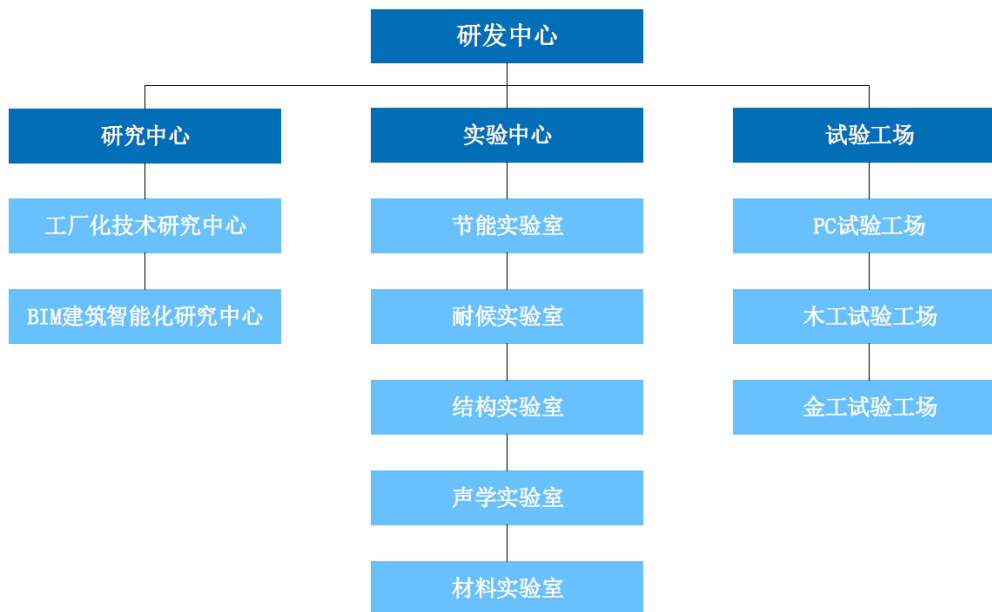 研发中心
研究中心
实验中心
试验工场
工厂化技术研究中心
节能实验室
PC试验工场
BIM建筑智能化研究中心
耐候实验室
木工试验工场
结构实验室
金工试验工场
声学实验室
材料实验室